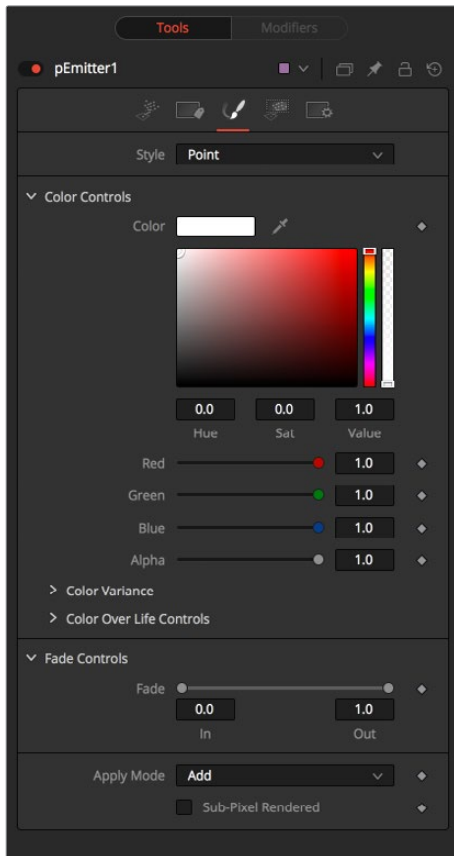 Tools Modifiers
pEmitter1
Style Point
Color Controls
Color
0.0 0.0 1.0
Hue Sat Value
Red 1.0
Green 1.0
Blue 1.0
Alpha 1.0
Color Variance
Color Over Life Controls
Fade Controls
Fade
0.0 1.0
In Out
Apply Mode Add
Sub-Pixel Rendered